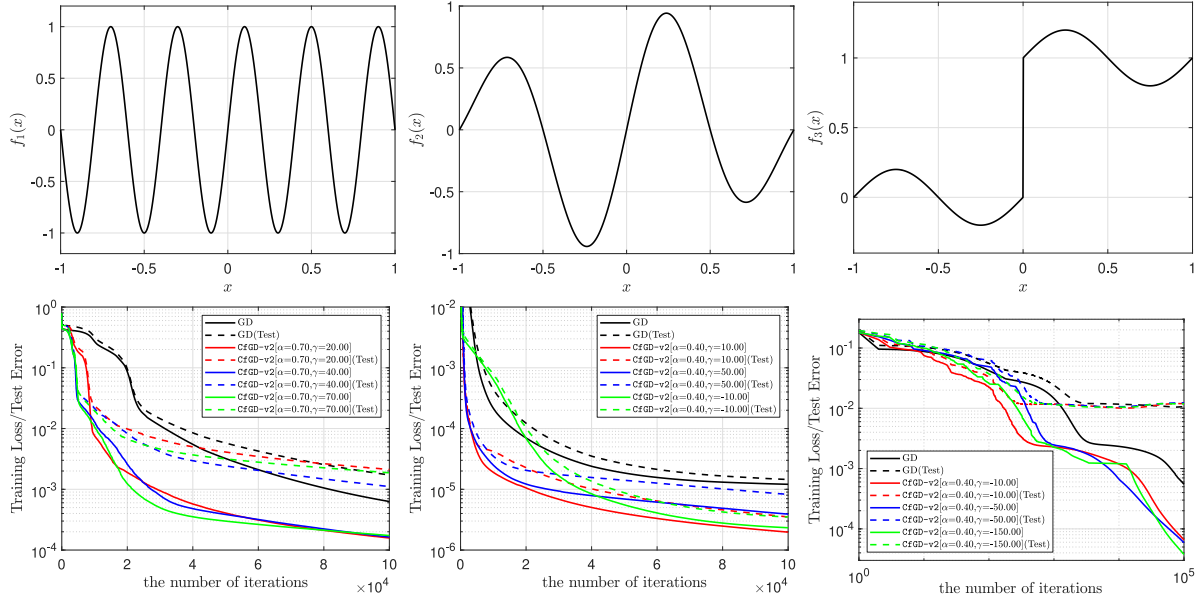 1
0.5
0
-0.5
-1
f₁(x)
-1 -0.5 0 0.5 1
x
1
0.5
0
-0.5
-1
f₂(x)
-1 -0.5 0 0.5 1
x
1
0.5
0
f₃(x)
-1 -0.5 0 0.5 1
x
10⁰
10⁻¹
10⁻²
10⁻³
10⁻⁴
Training Loss/Test Error
GD
GD(Test)
CfGD-v2[α=0.70,γ=20.00]
CfGD-v2[α=0.70,γ=20.00](Test)
CfGD-v2[α=0.70,γ=40.00]
CfGD-v2[α=0.70,γ=40.00](Test)
CfGD-v2[α=0.70,γ=70.00]
CfGD-v2[α=0.70,γ=70.00](Test)
0 2 4 6 8 10
the number of iterations
×10⁴
10⁻²
10⁻³
10⁻⁴
10⁻⁵
10⁻⁶
Training Loss/Test Error
GD
GD(Test)
CfGD-v2[α=0.40,γ=10.00]
CfGD-v2[α=0.40,γ=10.00](Test)
CfGD-v2[α=0.40,γ=50.00]
CfGD-v2[α=0.40,γ=50.00](Test)
CfGD-v2[α=0.40,γ=-10.00]
CfGD-v2[α=0.40,γ=-10.00](Test)
0 2 4 6 8 10
the number of iterations
×10⁴
10⁻¹
10⁻²
10⁻³
10⁻⁴
Training Loss/Test Error
GD
GD(Test)
CfGD-v2[α=0.40,γ=-10.00]
CfGD-v2[α=0.40,γ=-10.00](Test)
CfGD-v2[α=0.40,γ=-50.00]
CfGD-v2[α=0.40,γ=-50.00](Test)
CfGD-v2[α=0.40,γ=-150.00]
CfGD-v2[α=0.40,γ=-150.00](Test)
10⁰ 10⁵
the number of iterations